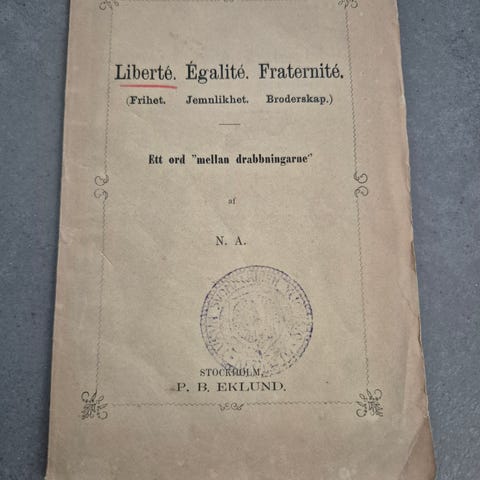 Liberté. Égalité. Fraternité.
(Frihet. Jemnlikhet. Broderskap.)
Ett ord "mellan drabbningarne"
af
N. A.
STOCKHOLM,
P. B. EKLUND.